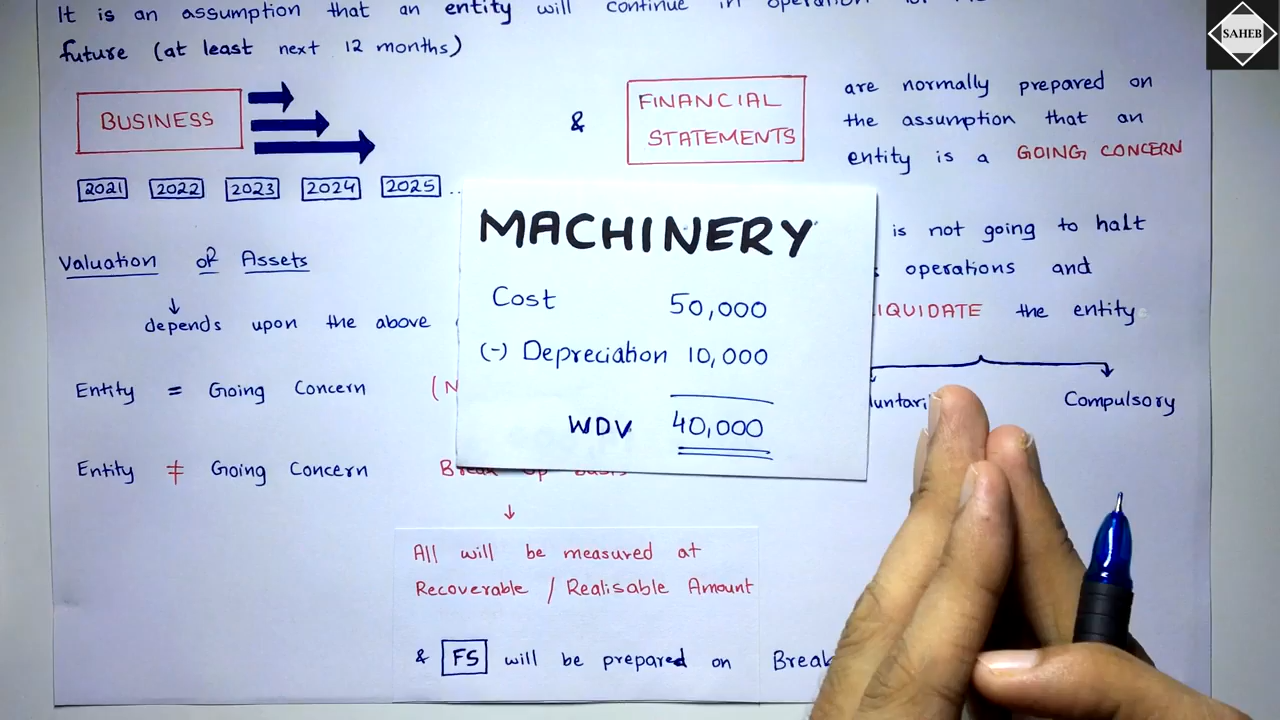 It is an assumption that an entity will continue in operation
future (at least next 12 months)
BUSINESS
2021 2022 2023 2024 2025 ..
&
FINANCIAL
STATEMENTS
are normally prepared on
the assumption that an
entity is a GOING CONCERN
is not going to halt
operations and
LIQUIDATE the entity
Compulsory
Valuation of Assets
depends upon the above
Entity = Going Concern
Entity ≠ Going Concern
MACHINERY
Cost 50,000
(-) Depreciation 10,000
WDV 40,000
All will be measured at
Recoverable / Realisable Amount
& FS will be prepared on Break
SAHEB